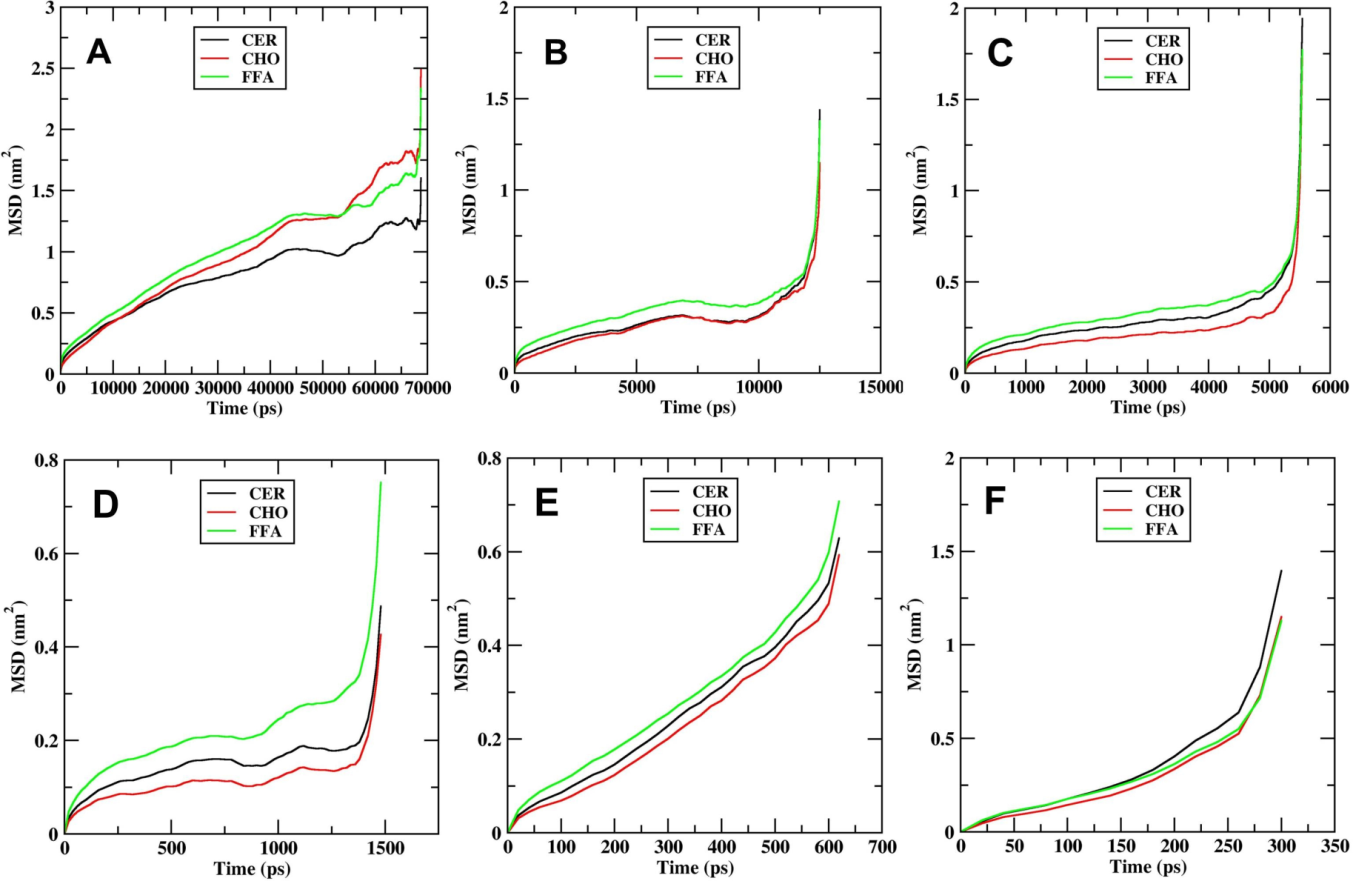 A
CER
CHO
FFA
MSD (nm²)
3
2.5
2
1.5
1
0.5
0
0 10000 20000 30000 40000 50000 60000 70000
Time (ps)
B
CER
CHO
FFA
MSD (nm²)
2
1.5
1
0.5
0
0 5000 10000 15000
Time (ps)
C
CER
CHO
FFA
MSD (nm²)
2
1.5
1
0.5
0
0 1000 2000 3000 4000 5000 6000
Time (ps)
D
CER
CHO
FFA
MSD (nm²)
0.8
0.6
0.4
0.2
0
0 500 1000 1500
Time (ps)
E
CER
CHO
FFA
MSD (nm²)
0.8
0.6
0.4
0.2
0
0 100 200 300 400 500 600 700
Time (ps)
F
CER
CHO
FFA
MSD (nm²)
2
1.5
1
0.5
0
0 50 100 150 200 250 300 350
Time (ps)